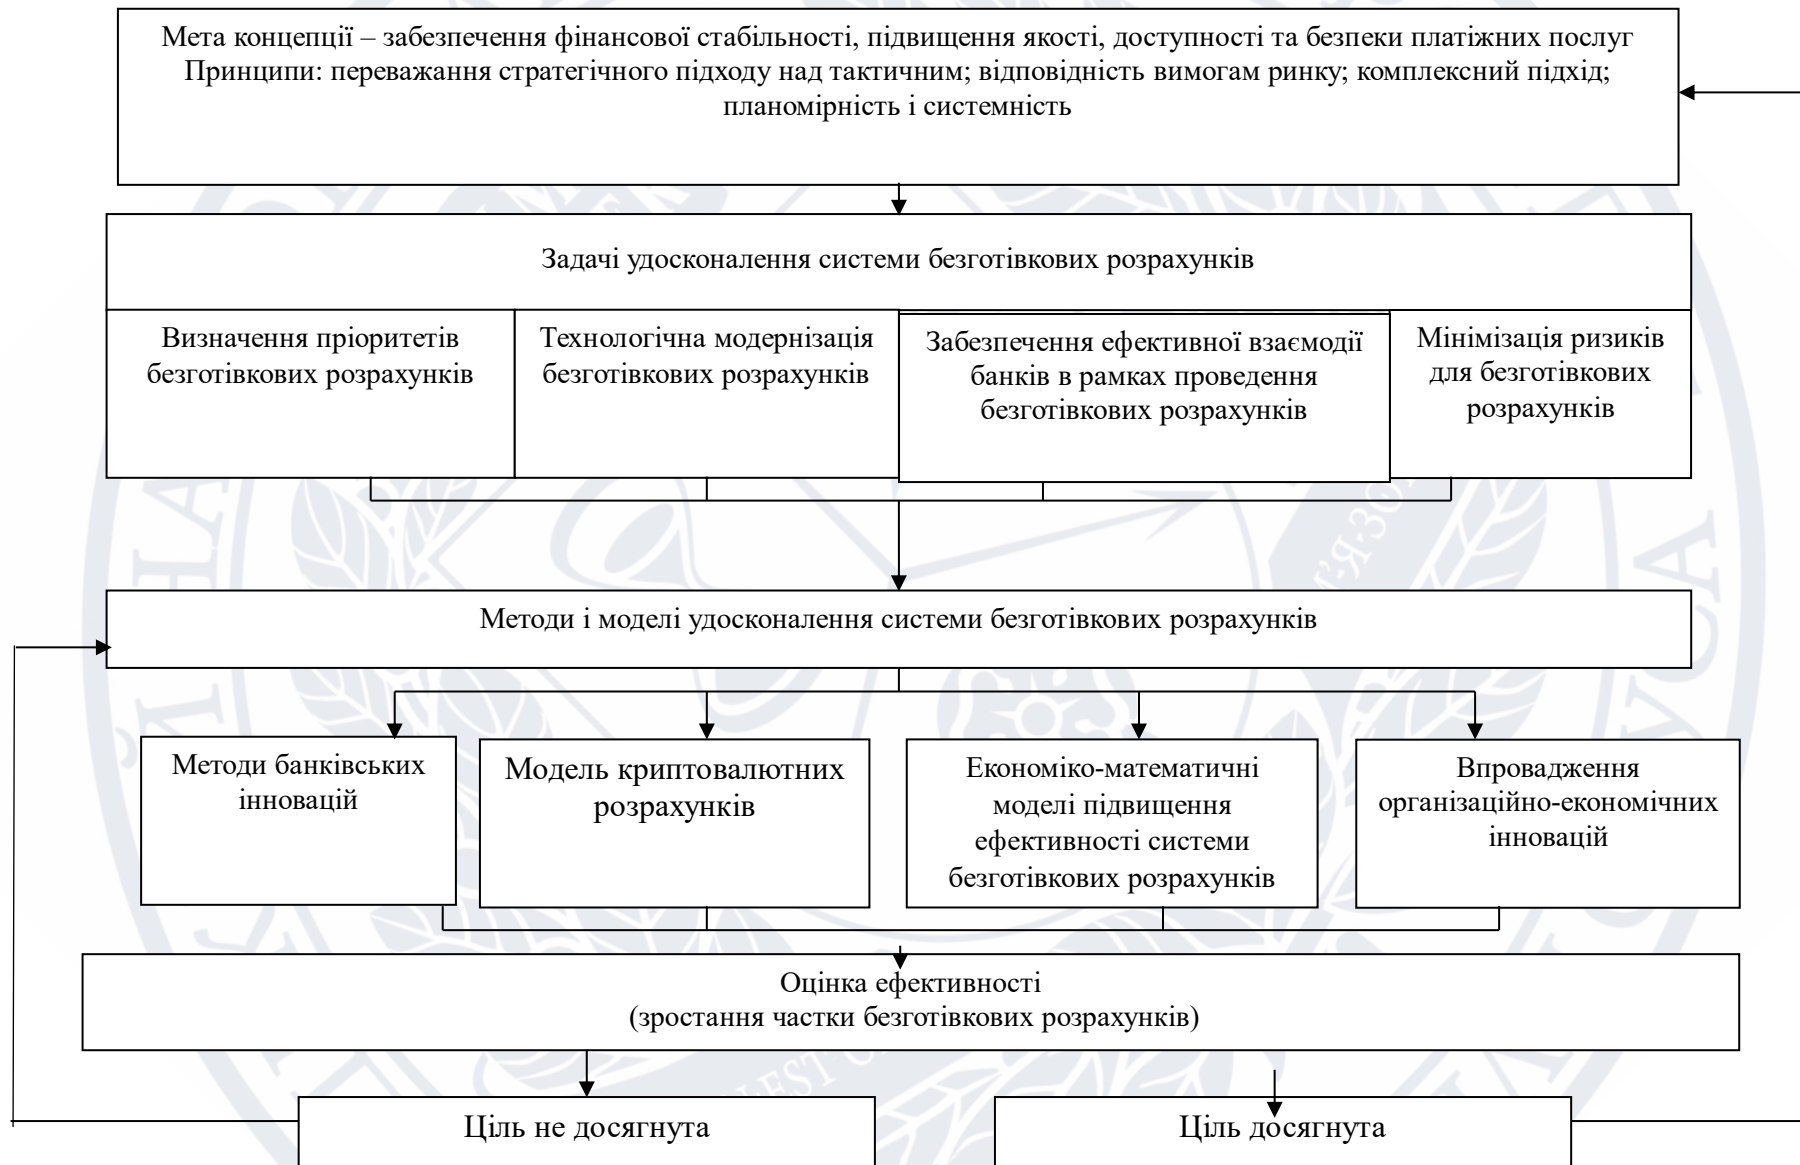 Мета концепції – забезпечення фінансової стабільності, підвищення якості, доступності та безпеки платіжних послуг
Принципи: переважання стратегічного підходу над тактичним; відповідність вимогам ринку; комплексний підхід;
планомірність і системність
Задачі удосконалення системи безготівкових розрахунків
Визначення пріоритетів
безготівкових розрахунків
Технологічна модернізація
безготівкових розрахунків
Забезпечення ефективної взаємодії
банків в рамках проведення
безготівкових розрахунків
Мінімізація ризиків
для безготівкових
розрахунків
Методи і моделі удосконалення системи безготівкових розрахунків
Методи банківських
інновацій
Модель криптовалютних
розрахунків
Економіко-математичні
моделі підвищення
ефективності системи
безготівкових розрахунків
Впровадження
організаційно-економічних
інновацій
Оцінка ефективності
(зростання частки безготівкових розрахунків)
Ціль не досягнута
Ціль досягнута